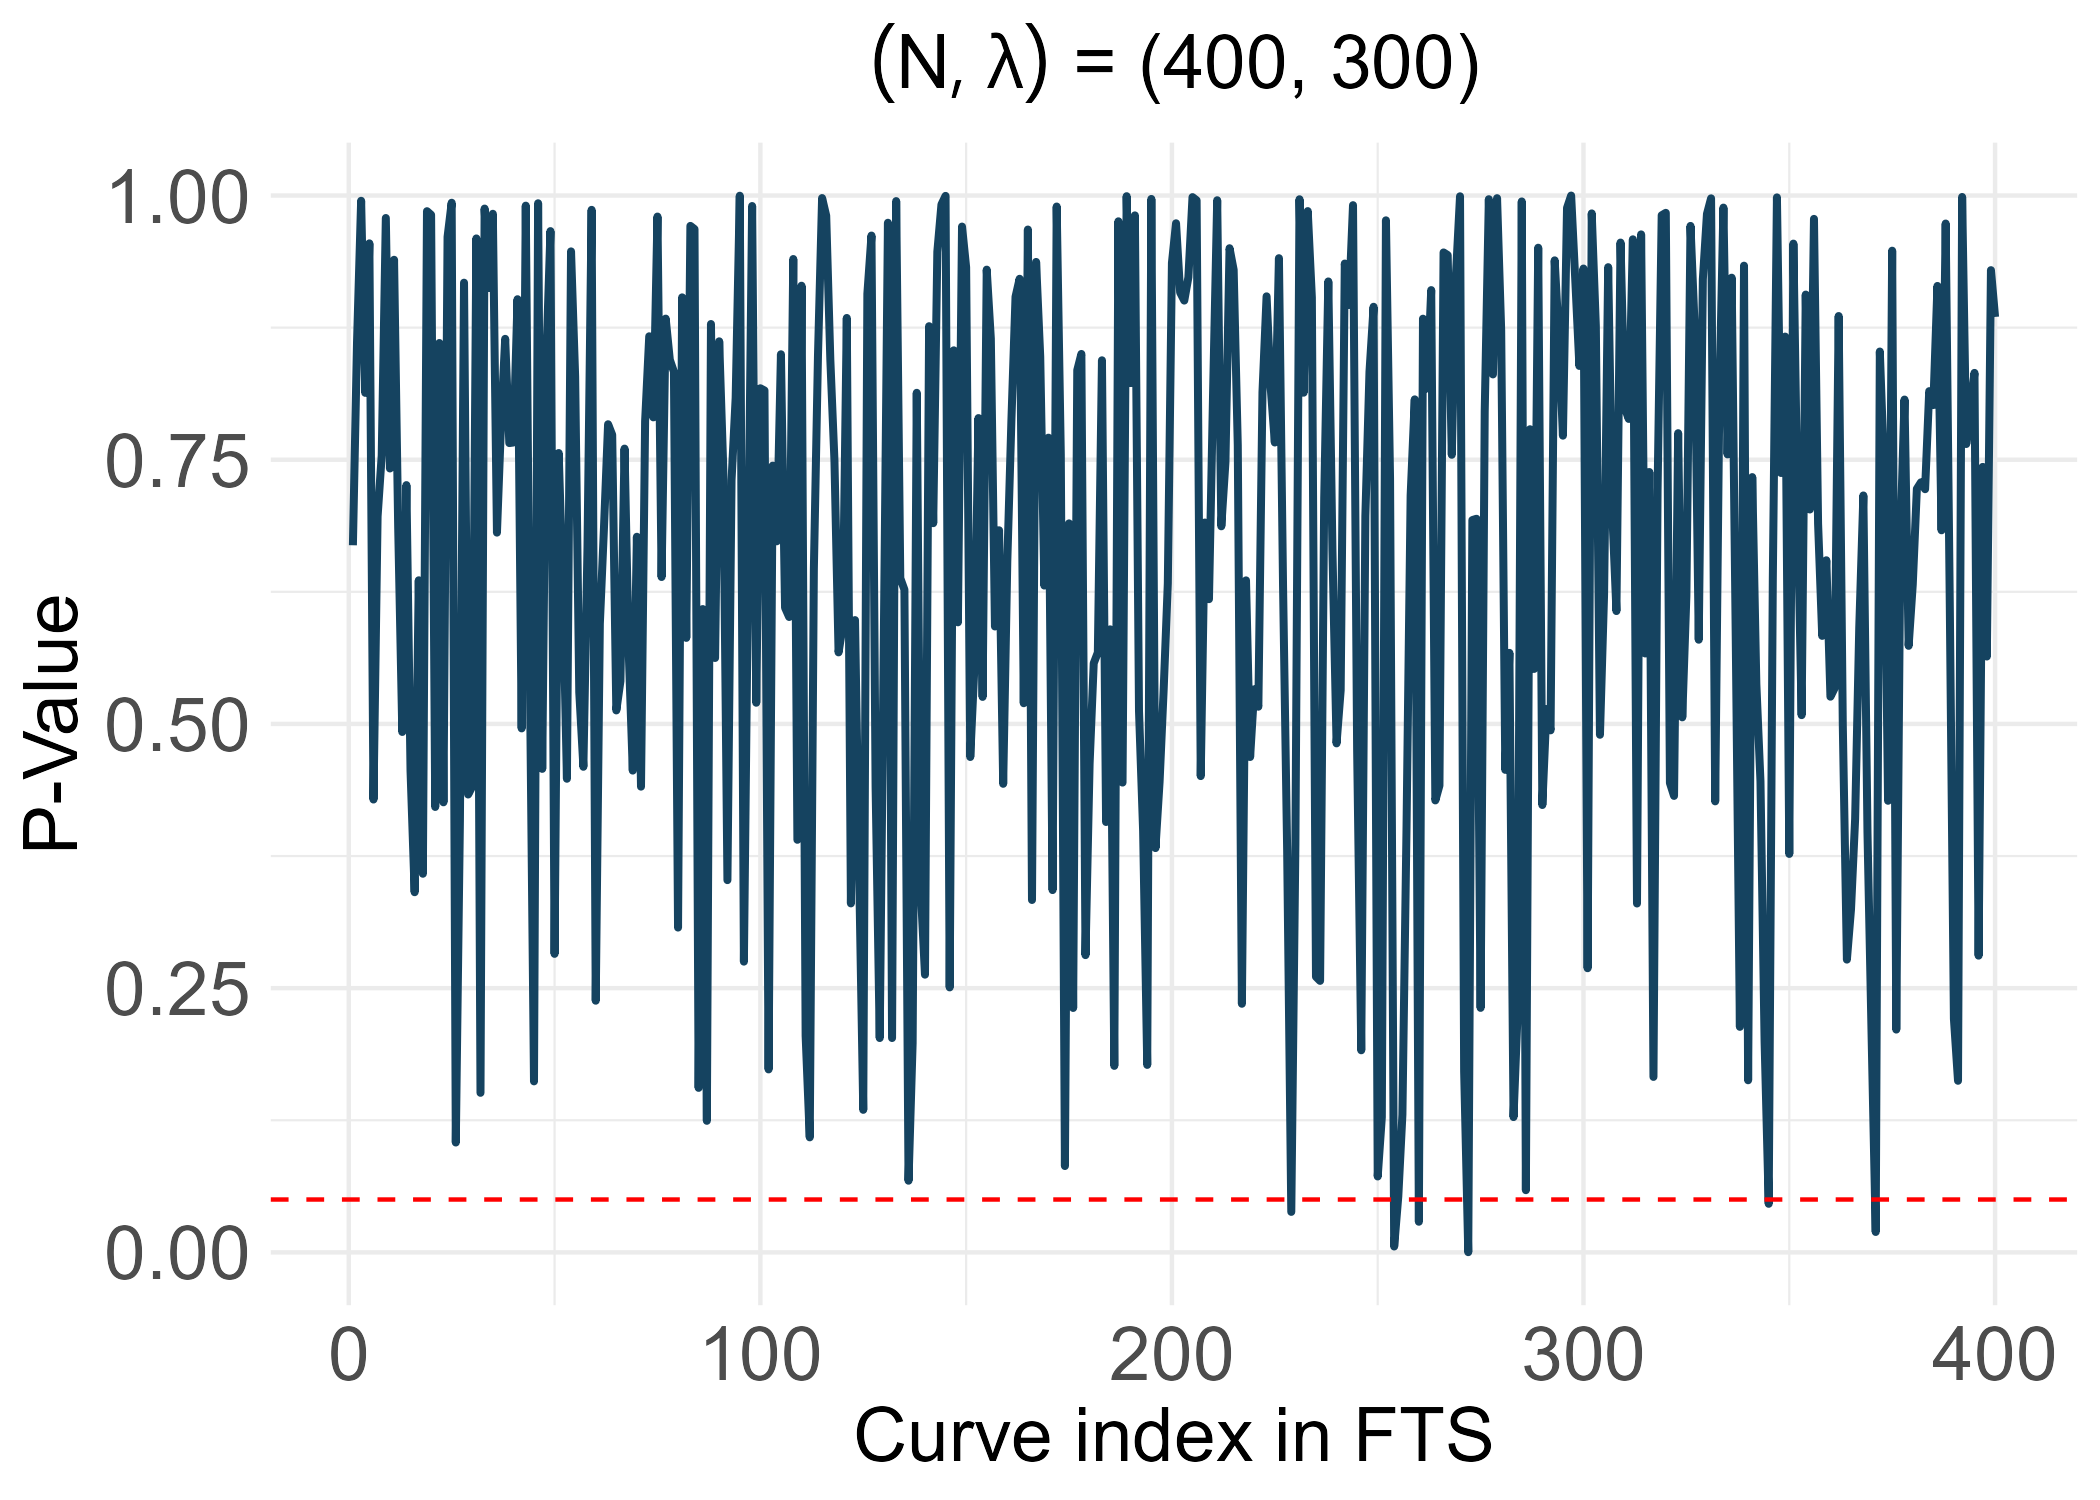 (N, λ) = (400, 300)
1.00
0.75
0.50
0.25
0.00
P-Value
0 100 200 300 400
Curve index in FTS